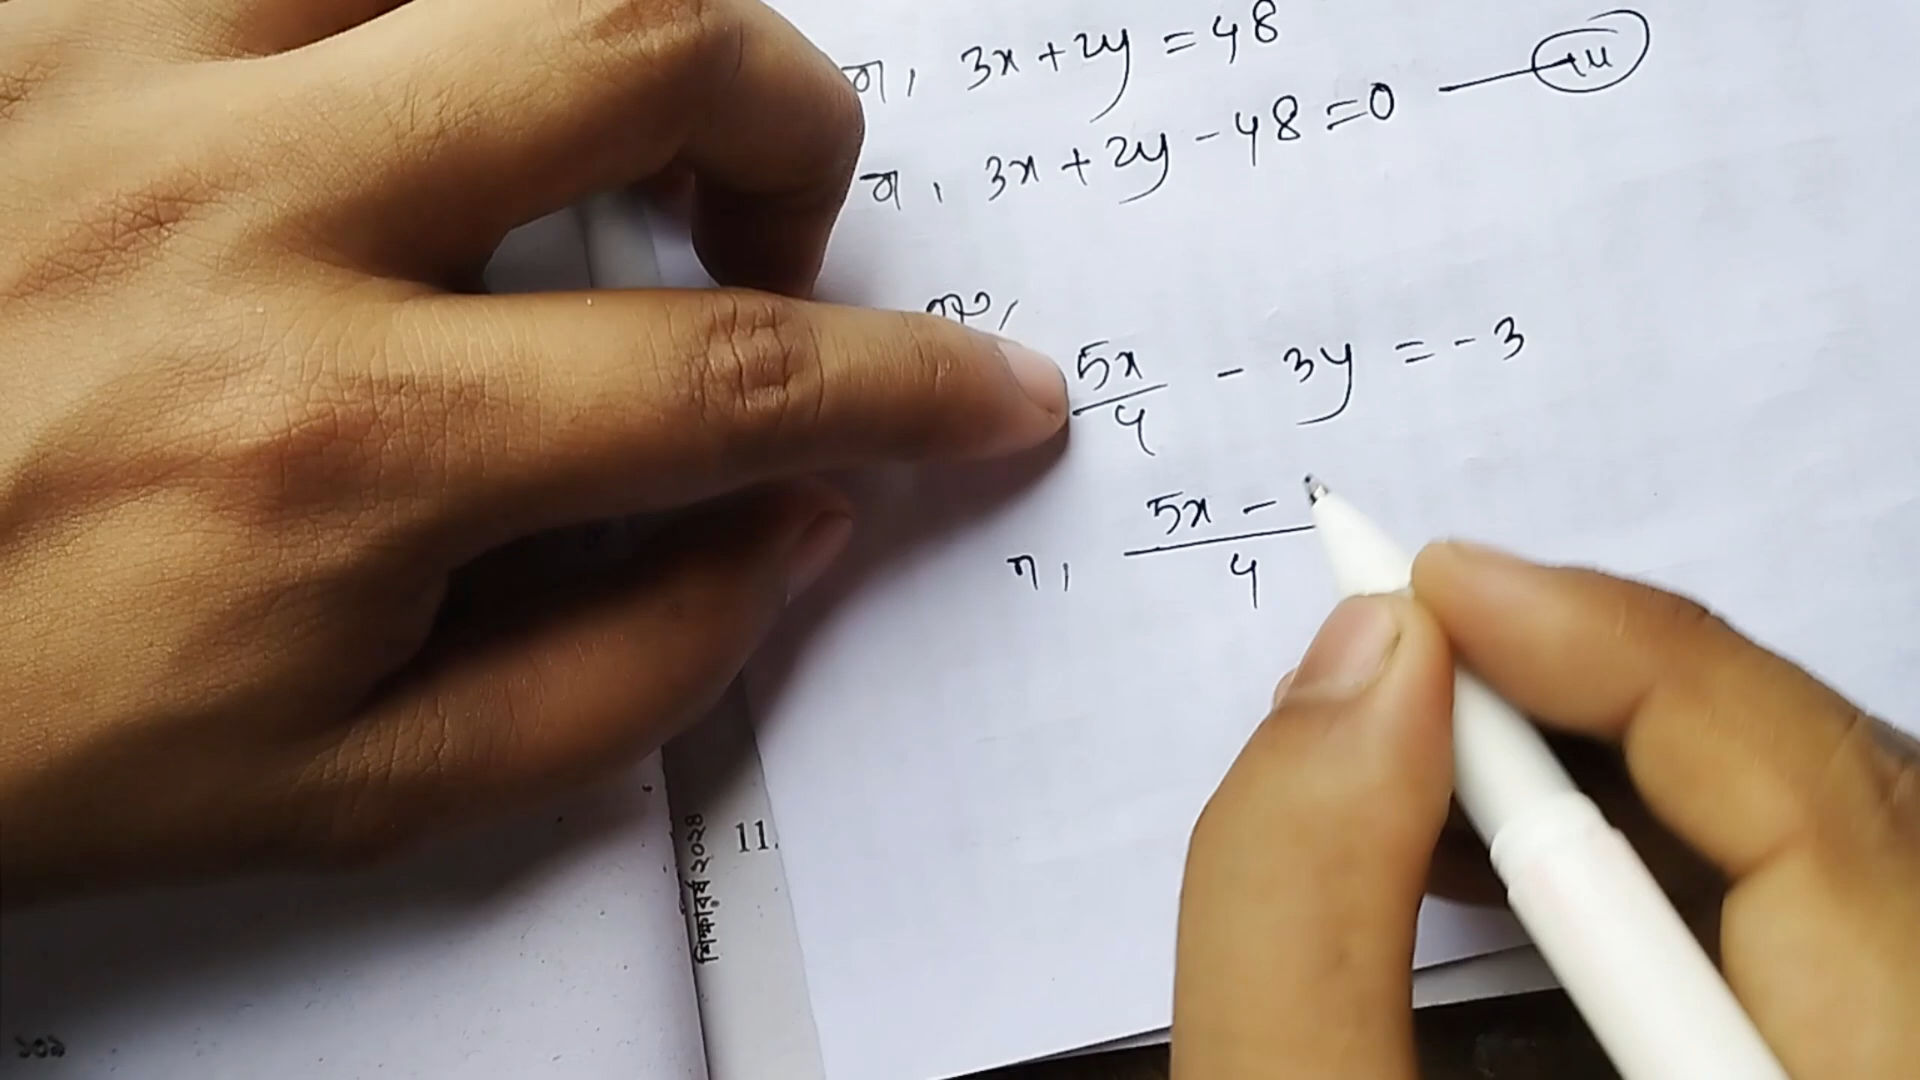 বা, 3x + 2y = 48
বা, 3x + 2y - 48 = 0
5x/4 - 3y = -3
বা, 5x - /4
11.
শিক্ষাবর্ষ ২০২৪